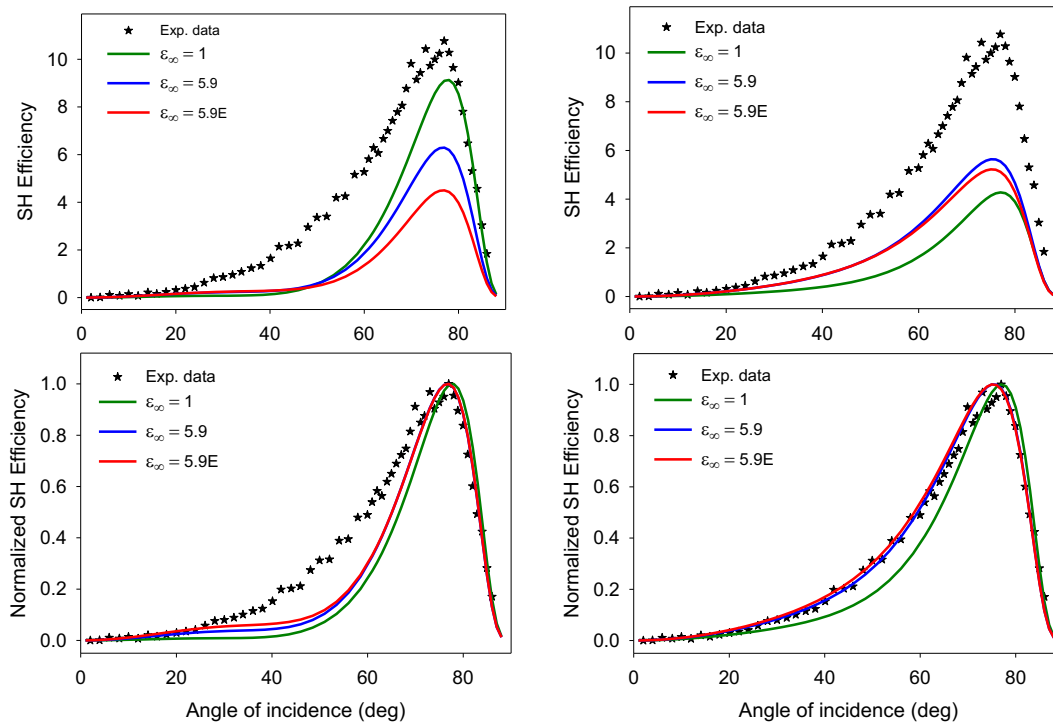 SH Efficiency
10
8
6
4
2
0
0 20 40 60 80
Exp. data
ε∞ = 1
ε∞ = 5.9
ε∞ = 5.9E
SH Efficiency
10
8
6
4
2
0
0 20 40 60 80
Exp. data
ε∞ = 1
ε∞ = 5.9
ε∞ = 5.9E
Normalized SH Efficiency
1.0
0.8
0.6
0.4
0.2
0.0
0 20 40 60 80
Exp. data
ε∞ = 1
ε∞ = 5.9
ε∞ = 5.9E
Angle of incidence (deg)
Normalized SH Efficiency
1.0
0.8
0.6
0.4
0.2
0.0
0 20 40 60 80
Exp. data
ε∞ = 1
ε∞ = 5.9
ε∞ = 5.9E
Angle of incidence (deg)